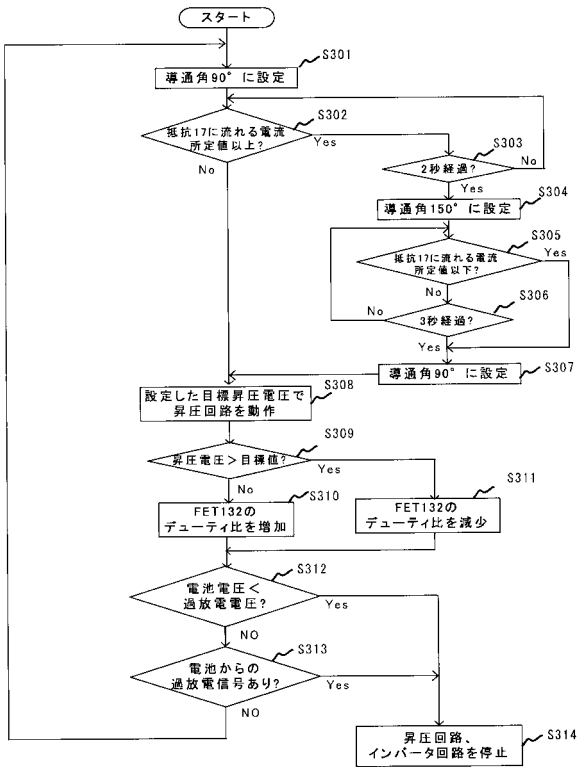 スタート
S301
導通角90°に設定
S302
抵抗17に流れる電流
所定値以上?
Yes
No
S303
2秒経過?
No
Yes
S304
導通角150°に設定
S305
抵抗17に流れる電流
所定値以下?
Yes
No
S306
3秒経過?
No
Yes
S307
導通角90°に設定
S308
設定した目標昇圧電圧で
昇圧回路を動作
S309
昇圧電圧>目標値?
Yes
No
S310
FET132の
デューティ比を増加
S311
FET132の
デューティ比を減少
S312
電池電圧<
過放電電圧?
Yes
NO
S313
電池からの
過放電信号あり?
Yes
NO
S314
昇圧回路、
インバータ回路を停止